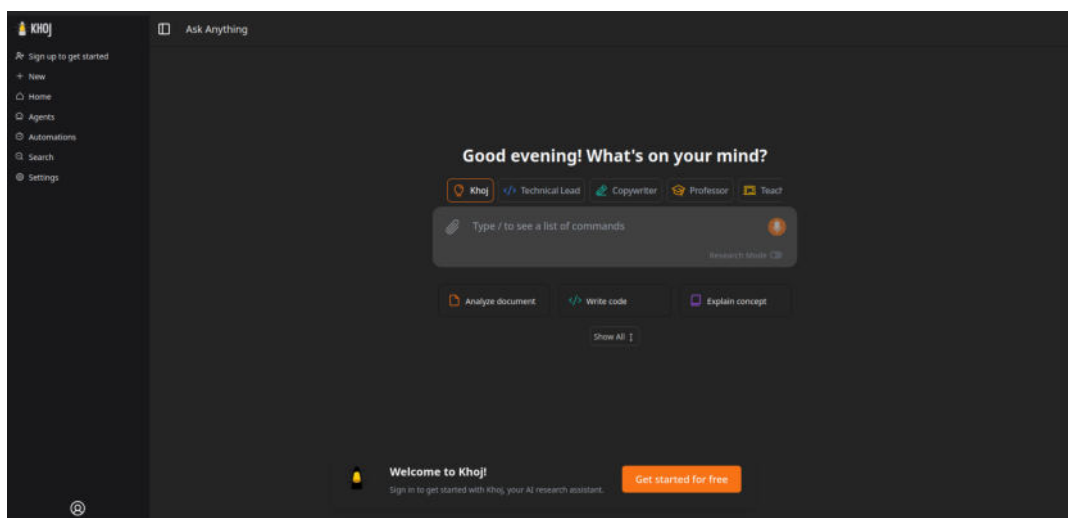 KHOJ
Ask Anything
Sign up to get started
New
Home
Agents
Automations
Search
Settings
Good evening! What's on your mind?
Khoj Technical Lead Copywriter Professor Teach
Type / to see a list of commands
Research Mode
Analyze document Write code Explain concept
Show All
Welcome to Khoj!
Sign in to get started with Khoj, your AI research assistant.
Get started for free